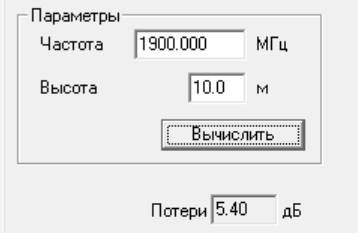 Параметры
Частота 1900.000 МГц
Высота 10.0 м
Вычислить
Потери 5.40 дБ